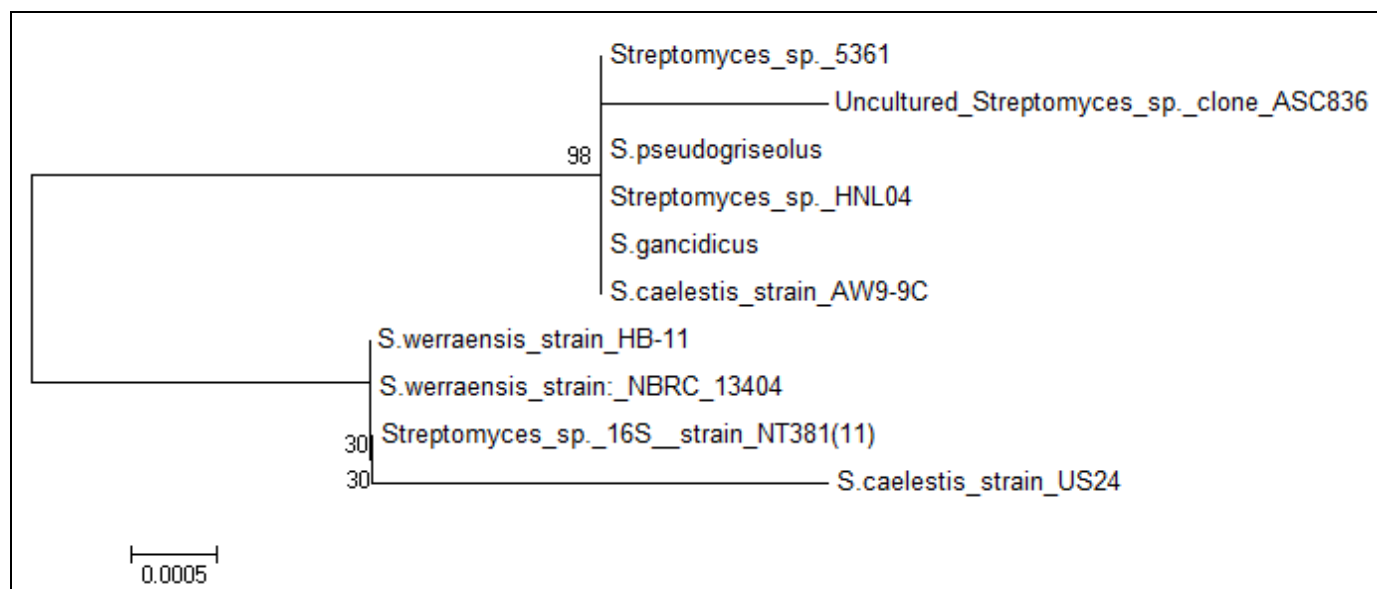 Streptomyces_sp._5361
Uncultured_Streptomyces_sp._clone_ASC836
98
S.pseudogriseolus
Streptomyces_sp._HNL04
S.gancidicus
S.caelestis_strain_AW9-9C
S.werraensis_strain_HB-11
S.werraensis_strain:_NBRC_13404
Streptomyces_sp._16S__strain_NT381(11)
30
30
S.caelestis_strain_US24
0.0005